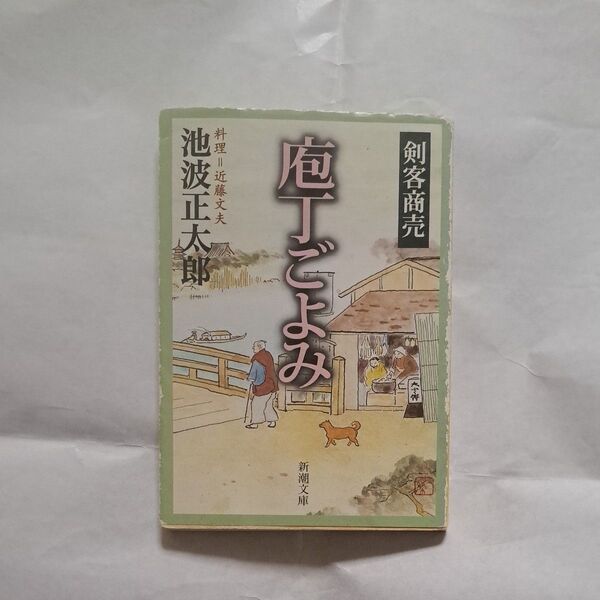 剣客商売
庖丁ごよみ
料理=近藤文夫
池波正太郎
新潮文庫